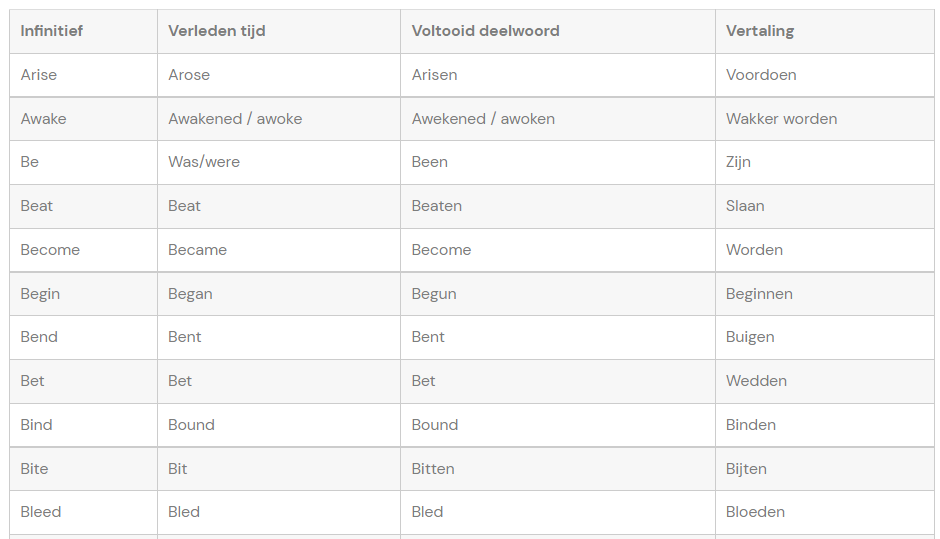 Infinitief Verleden tijd Voltooid deelwoord Vertaling
Arise Arose Arisen Voordoen
Awake Awakened / awoke Awekened / awoken Wakker worden
Be Was/were Been Zijn
Beat Beat Beaten Slaan
Become Became Become Worden
Begin Began Begun Beginnen
Bend Bent Bent Buigen
Bet Bet Bet Wedden
Bind Bound Bound Binden
Bite Bit Bitten Bijten
Bleed Bled Bled Bloeden